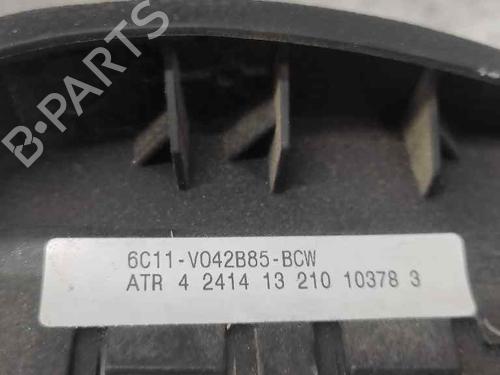 B-PARTS
6C11-V042B85-BCW
ATR 4 2414 13 210 10378 3